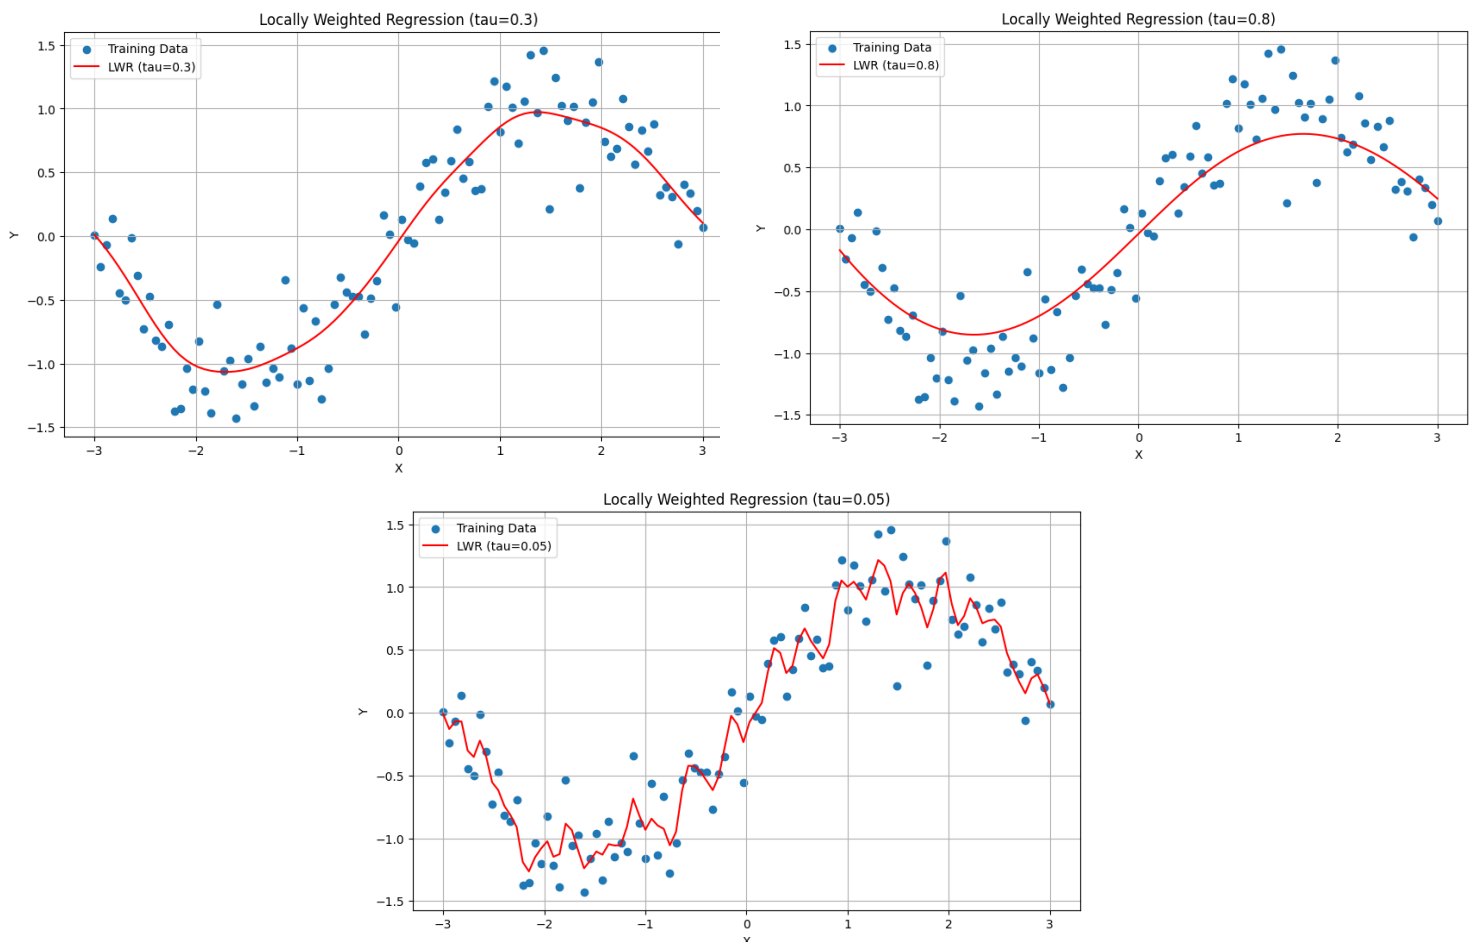 Locally Weighted Regression (tau=0.3)
Training Data
LWR (tau=0.3)
1.5
1.0
0.5
0.0
−0.5
−1.0
−1.5
Y
−3 −2 −1 0 1 2 3
X
Locally Weighted Regression (tau=0.8)
Training Data
LWR (tau=0.8)
1.5
1.0
0.5
0.0
−0.5
−1.0
−1.5
Y
−3 −2 −1 0 1 2 3
X
Locally Weighted Regression (tau=0.05)
Training Data
LWR (tau=0.05)
1.5
1.0
0.5
0.0
−0.5
−1.0
−1.5
Y
−3 −2 −1 0 1 2 3
X